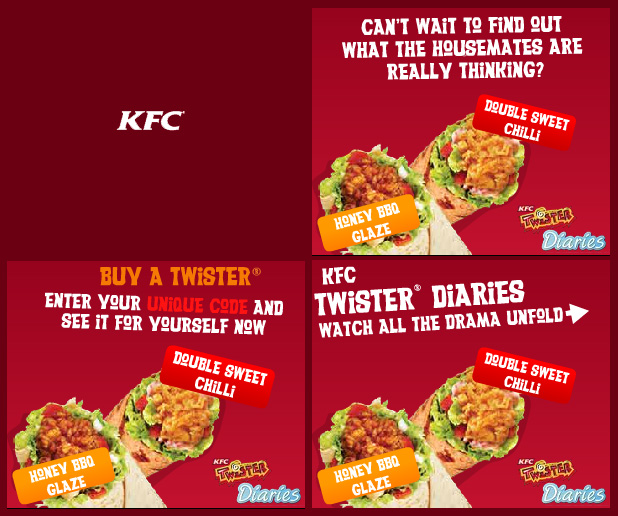 KFC
CAN'T WAIT TO FIND OUT
WHAT THE HOUSEMATES ARE
REALLY THINKING?
DOUBLE SWEET
CHILLI
HONEY BBQ
GLAZE
KFC
TWISTER
Diaries
BUY A TWISTER®
ENTER YOUR UNIQUE CODE AND
SEE IT FOR YOURSELF NOW
DOUBLE SWEET
CHILLI
HONEY BBQ
GLAZE
KFC
TWISTER
Diaries
KFC
TWISTER® DIARIES
WATCH ALL THE DRAMA UNFOLD
DOUBLE SWEET
CHILLI
HONEY BBQ
GLAZE
KFC
TWISTER
Diaries